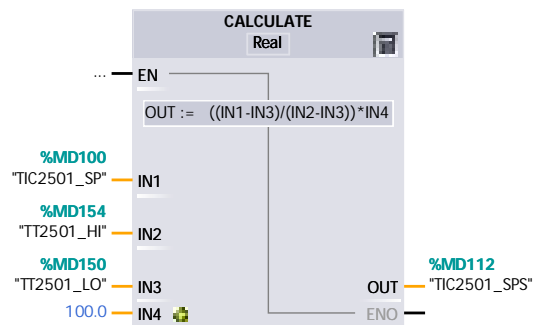 CALCULATE
Real
... EN
OUT := ((IN1-IN3)/(IN2-IN3))*IN4
%MD100
"TIC2501_SP" IN1
%MD154
"TT2501_HI" IN2
%MD150 %MD112
"TT2501_LO" IN3 OUT "TIC2501_SPS"
100.0 IN4 ENO